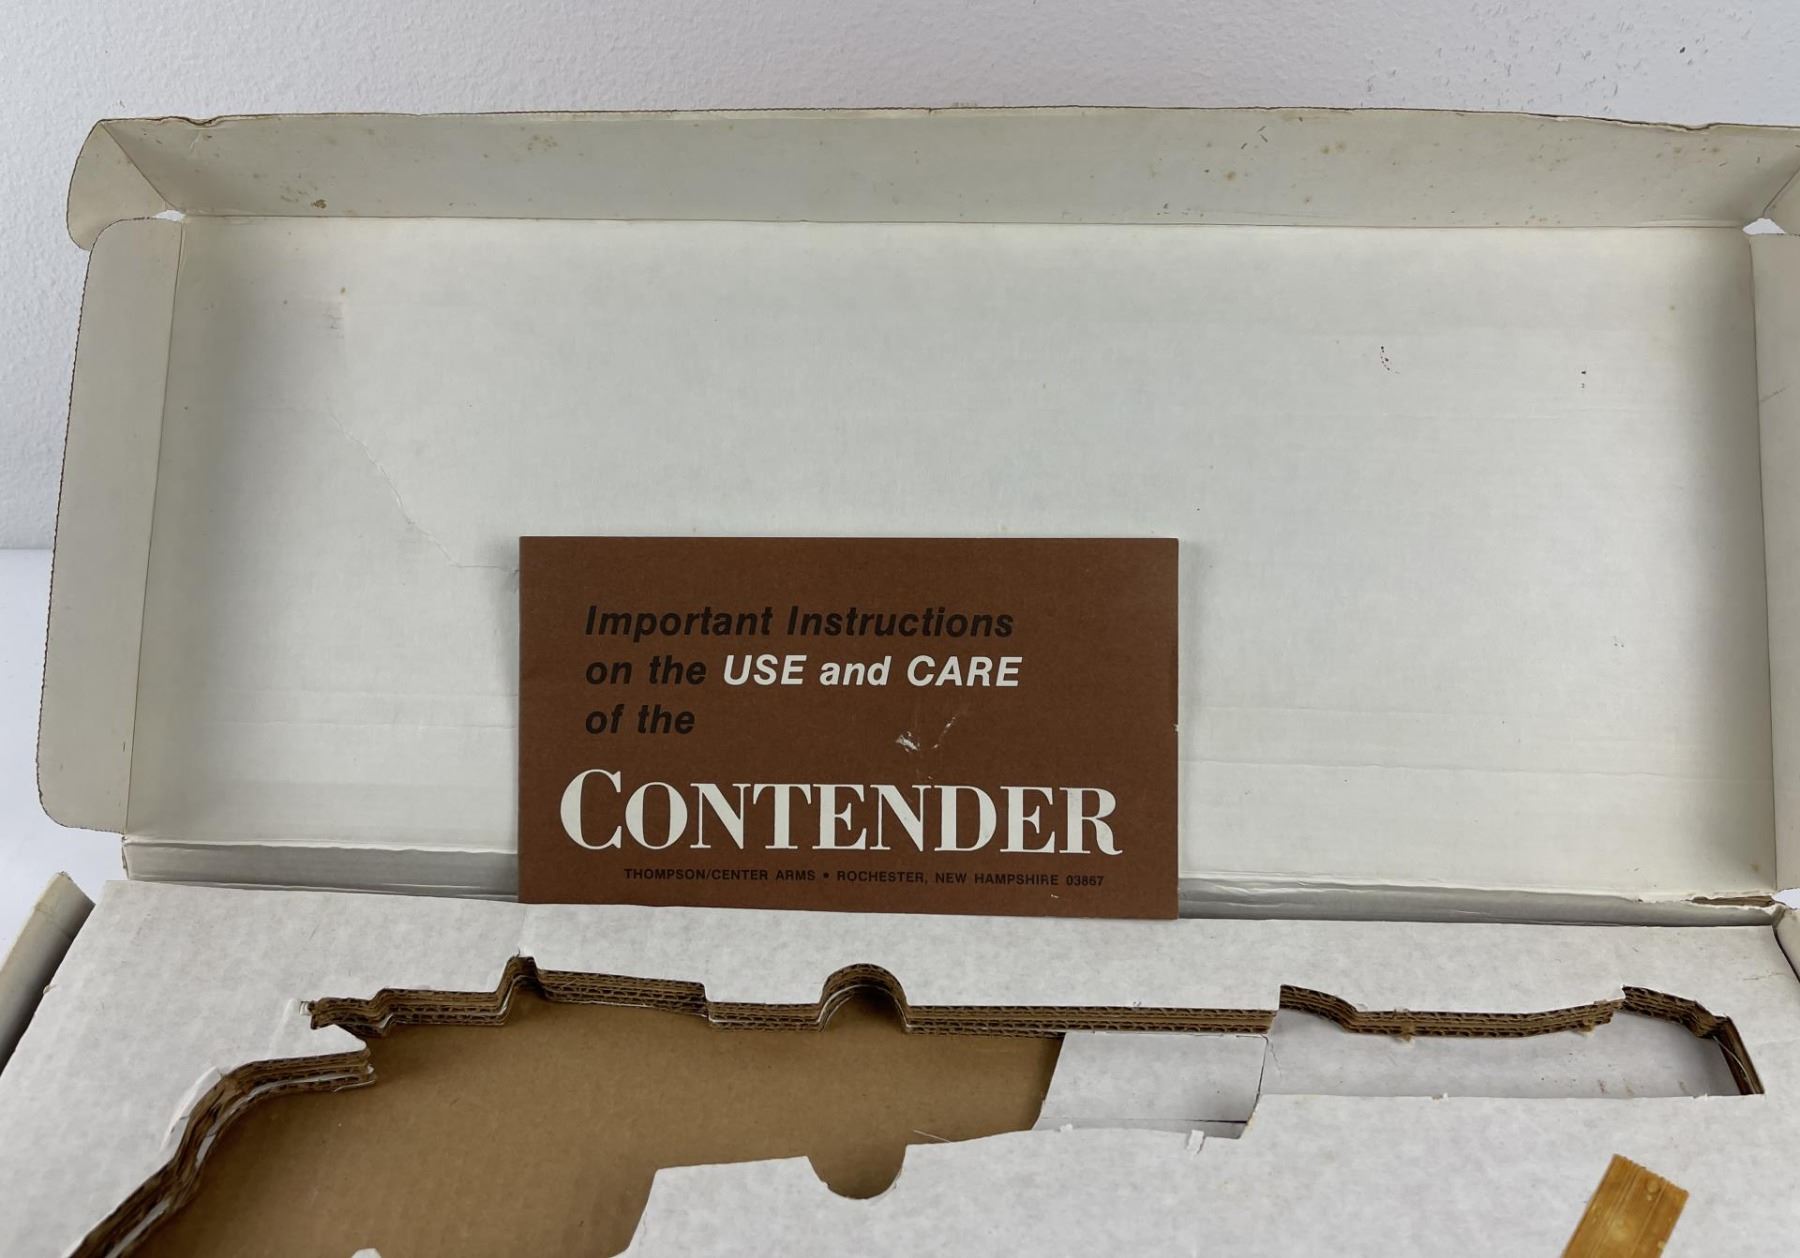 Important Instructions
on the USE and CARE
of the
CONTENDER
THOMPSON/CENTER ARMS • ROCHESTER, NEW HAMPSHIRE 03867